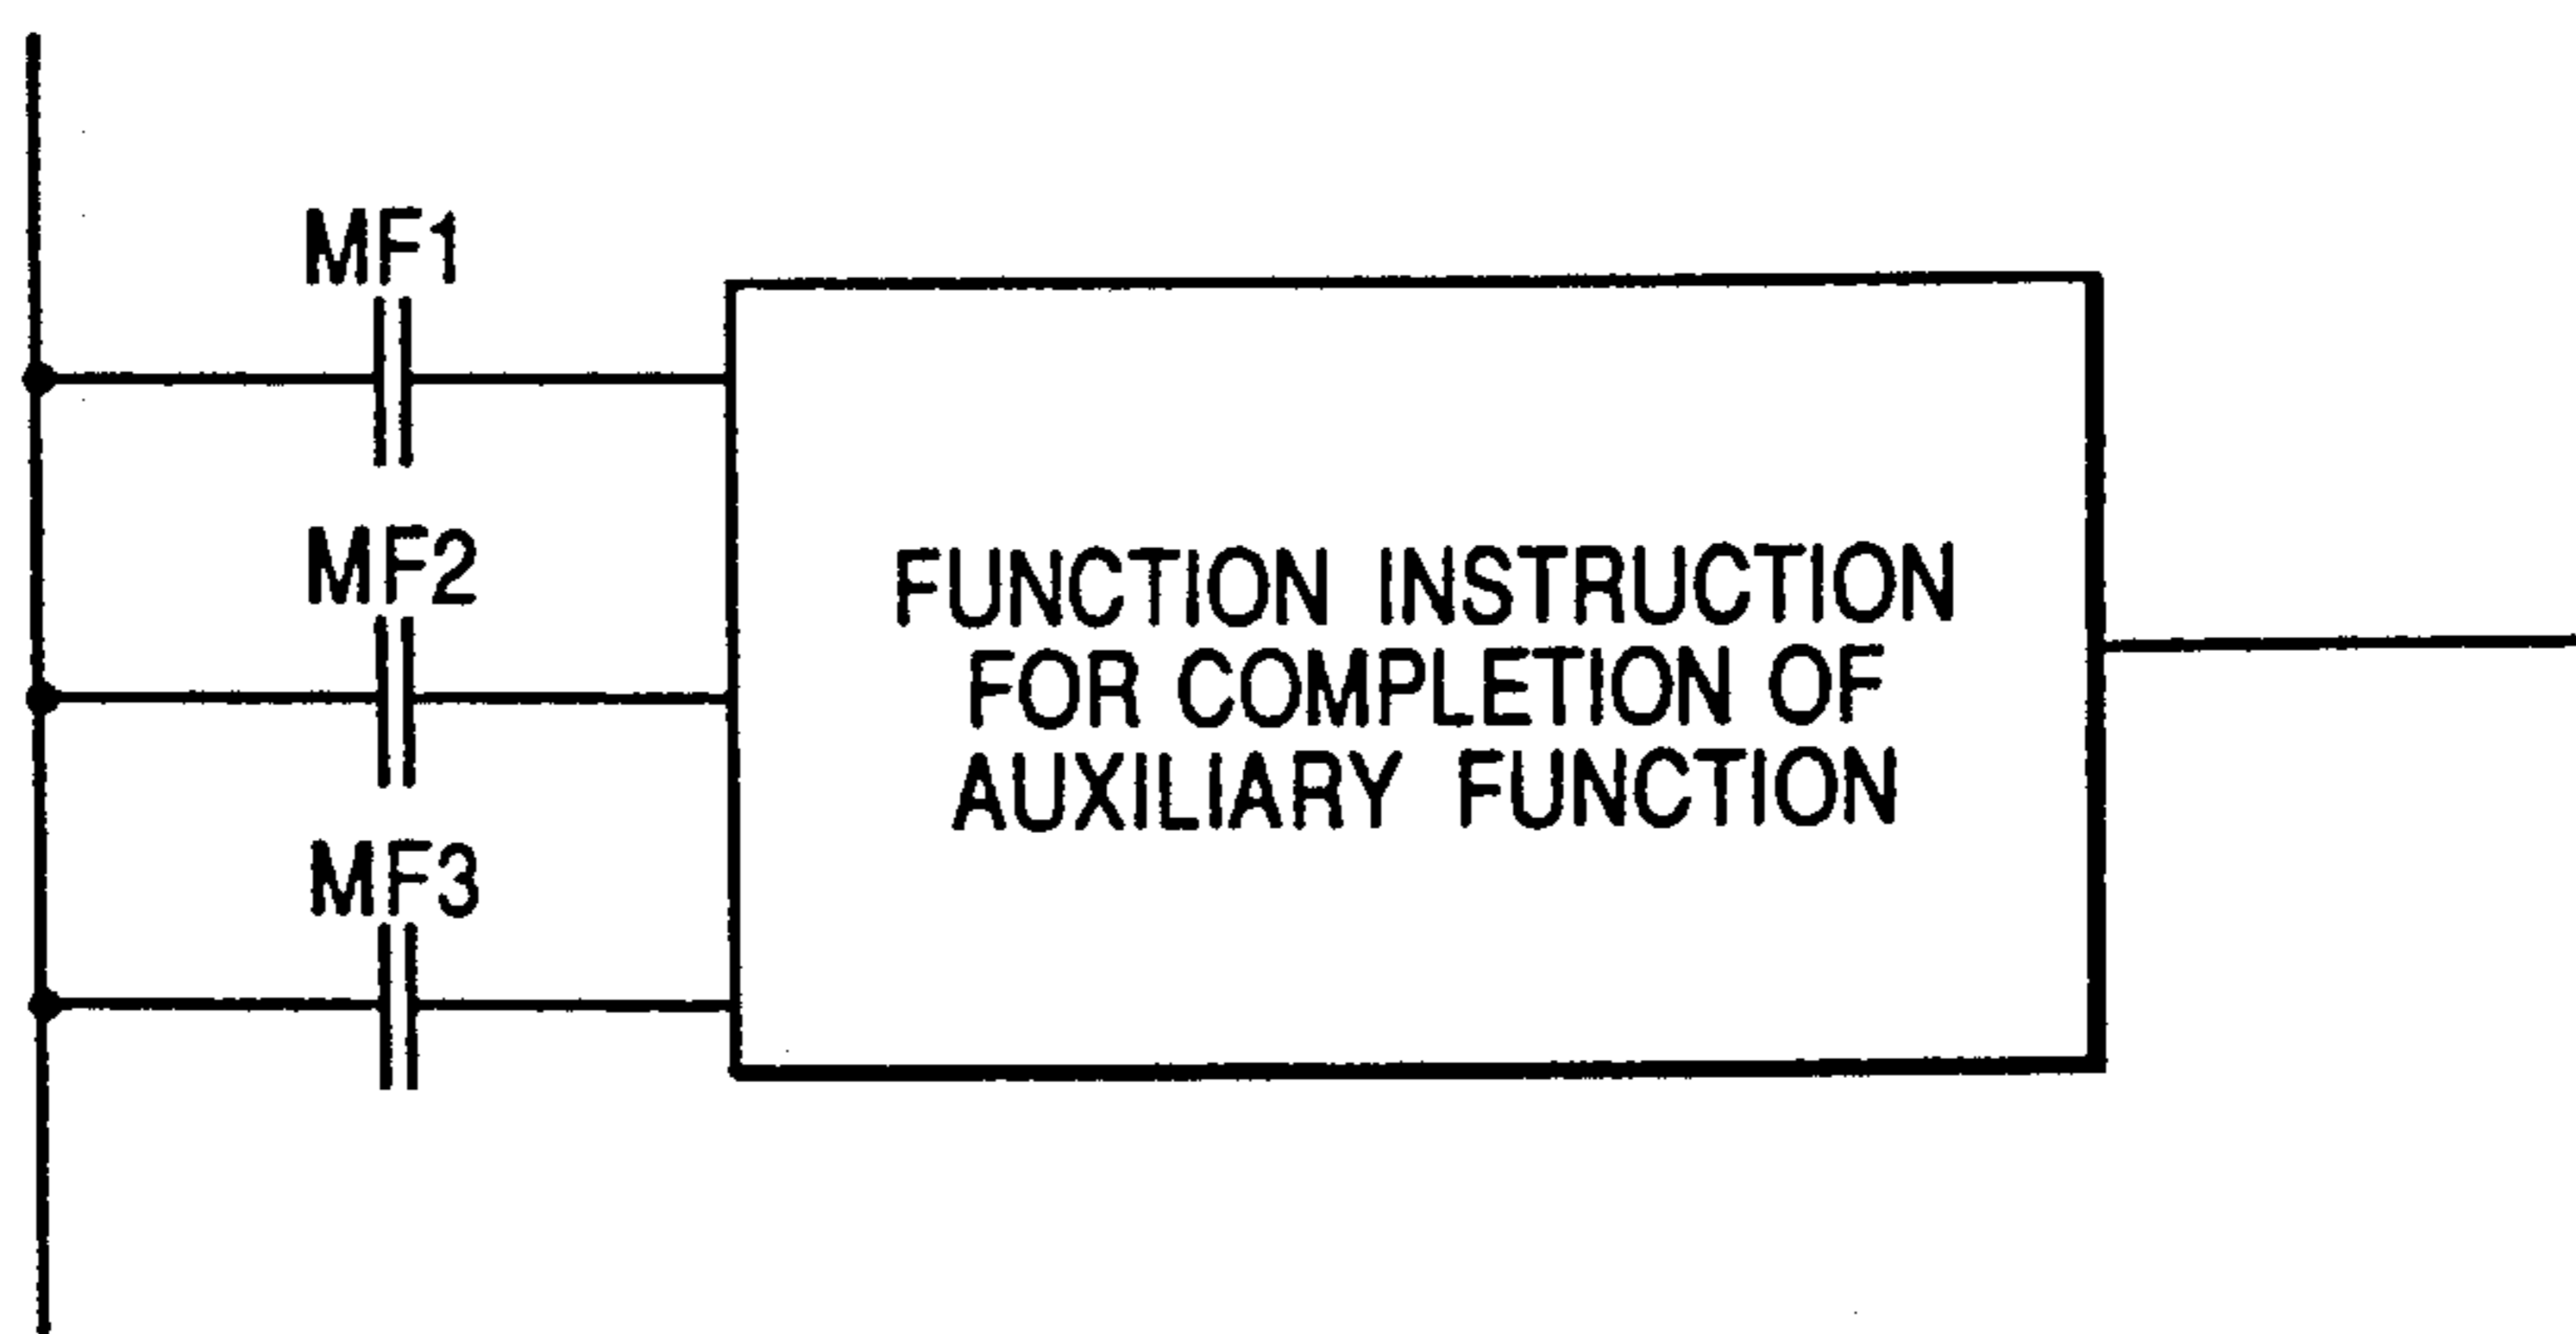 MF1
MF2
MF3
FUNCTION INSTRUCTION
FOR COMPLETION OF
AUXILIARY FUNCTION